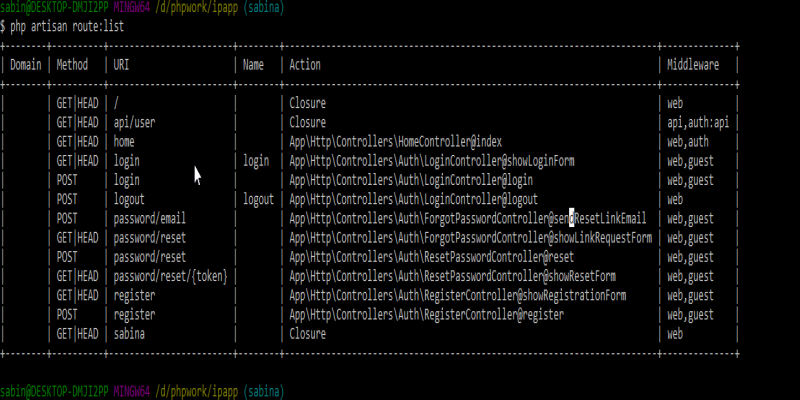 sabin@DESKTOP-DMJI2PP MINGW64 /d/phpwork/ipapp (sabina)
$ php artisan route:list
| Domain | Method | URI | Name | Action | Middleware |
| | GET|HEAD | / | | Closure | web |
| | GET|HEAD | api/user | | Closure | api,auth:api |
| | GET|HEAD | home | | App\Http\Controllers\HomeController@index | web,auth |
| | GET|HEAD | login | login | App\Http\Controllers\Auth\LoginController@showLoginForm | web,guest |
| | POST | login | | App\Http\Controllers\Auth\LoginController@login | web,guest |
| | POST | logout | logout | App\Http\Controllers\Auth\LoginController@logout | web |
| | POST | password/email | | App\Http\Controllers\Auth\ForgotPasswordController@sendResetLinkEmail | web,guest |
| | GET|HEAD | password/reset | | App\Http\Controllers\Auth\ForgotPasswordController@showLinkRequestForm | web,guest |
| | POST | password/reset | | App\Http\Controllers\Auth\ResetPasswordController@reset | web,guest |
| | GET|HEAD | password/reset/{token} | | App\Http\Controllers\Auth\ResetPasswordController@showResetForm | web,guest |
| | GET|HEAD | register | | App\Http\Controllers\Auth\RegisterController@showRegistrationForm | web,guest |
| | POST | register | | App\Http\Controllers\Auth\RegisterController@register | web,guest |
| | GET|HEAD | sabina | | Closure | web |
sabin@DESKTOP-DMJI2PP MINGW64 /d/phpwork/ipapp (sabina)